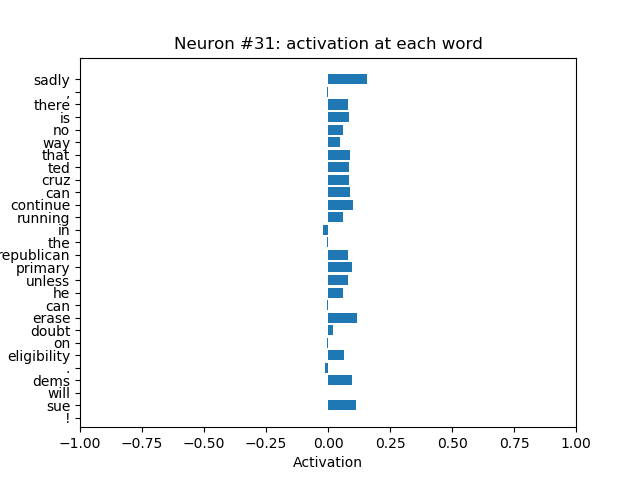 Neuron #31: activation at each word
sadly
,
there
is
no
way
that
ted
cruz
can
continue
running
in
the
republican
primary
unless
he
can
erase
doubt
on
eligibility
.
dems
will
sue
!
−1.00 −0.75 −0.50 −0.25 0.00 0.25 0.50 0.75 1.00
Activation